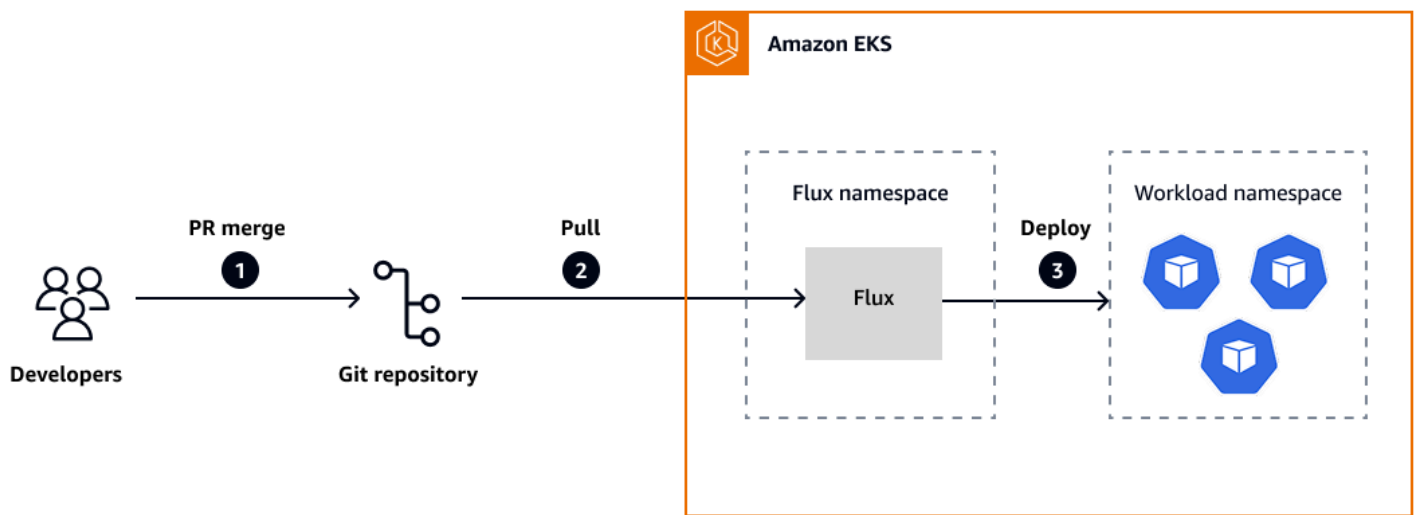 Amazon EKS
Flux namespace
Workload namespace
PR merge
Pull
Deploy
1
2
3
Flux
Developers
Git repository
K